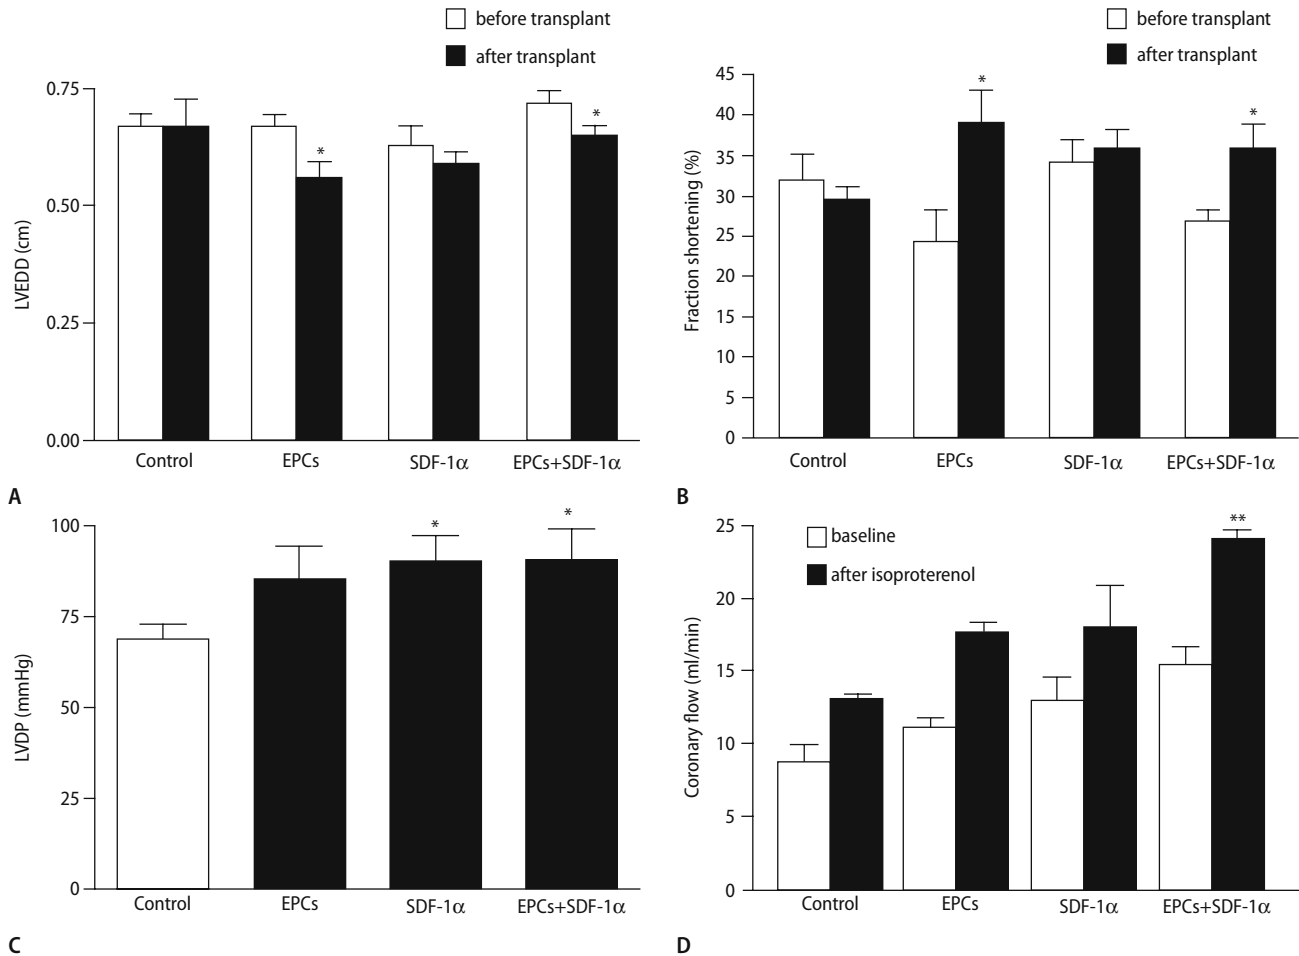 A
before transplant
after transplant
0.75
0.50
0.25
0.00
LVEDD (cm)
*
*
Control
EPCs
SDF-1α
EPCs+SDF-1α
B
before transplant
after transplant
45
40
35
30
25
20
15
10
5
0
Fraction shortening (%)
*
*
Control
EPCs
SDF-1α
EPCs+SDF-1α
C
100
75
50
25
0
LVDP (mmHg)
*
*
Control
EPCs
SDF-1α
EPCs+SDF-1α
D
baseline
after isoproterenol
25
20
15
10
5
0
Coronary flow (ml/min)
**
Control
EPCs
SDF-1α
EPCs+SDF-1α